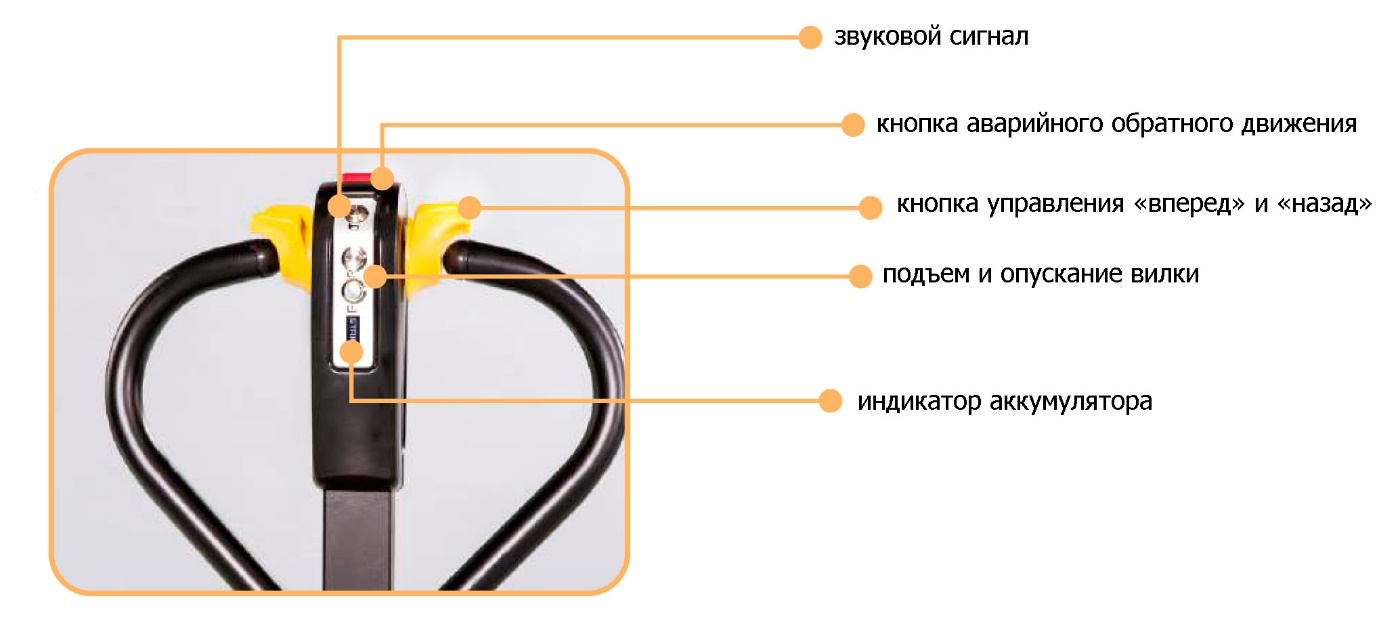 звуковой сигнал
кнопка аварийного обратного движения
кнопка управления «вперед» и «назад»
подъем и опускание вилки
индикатор аккумулятора